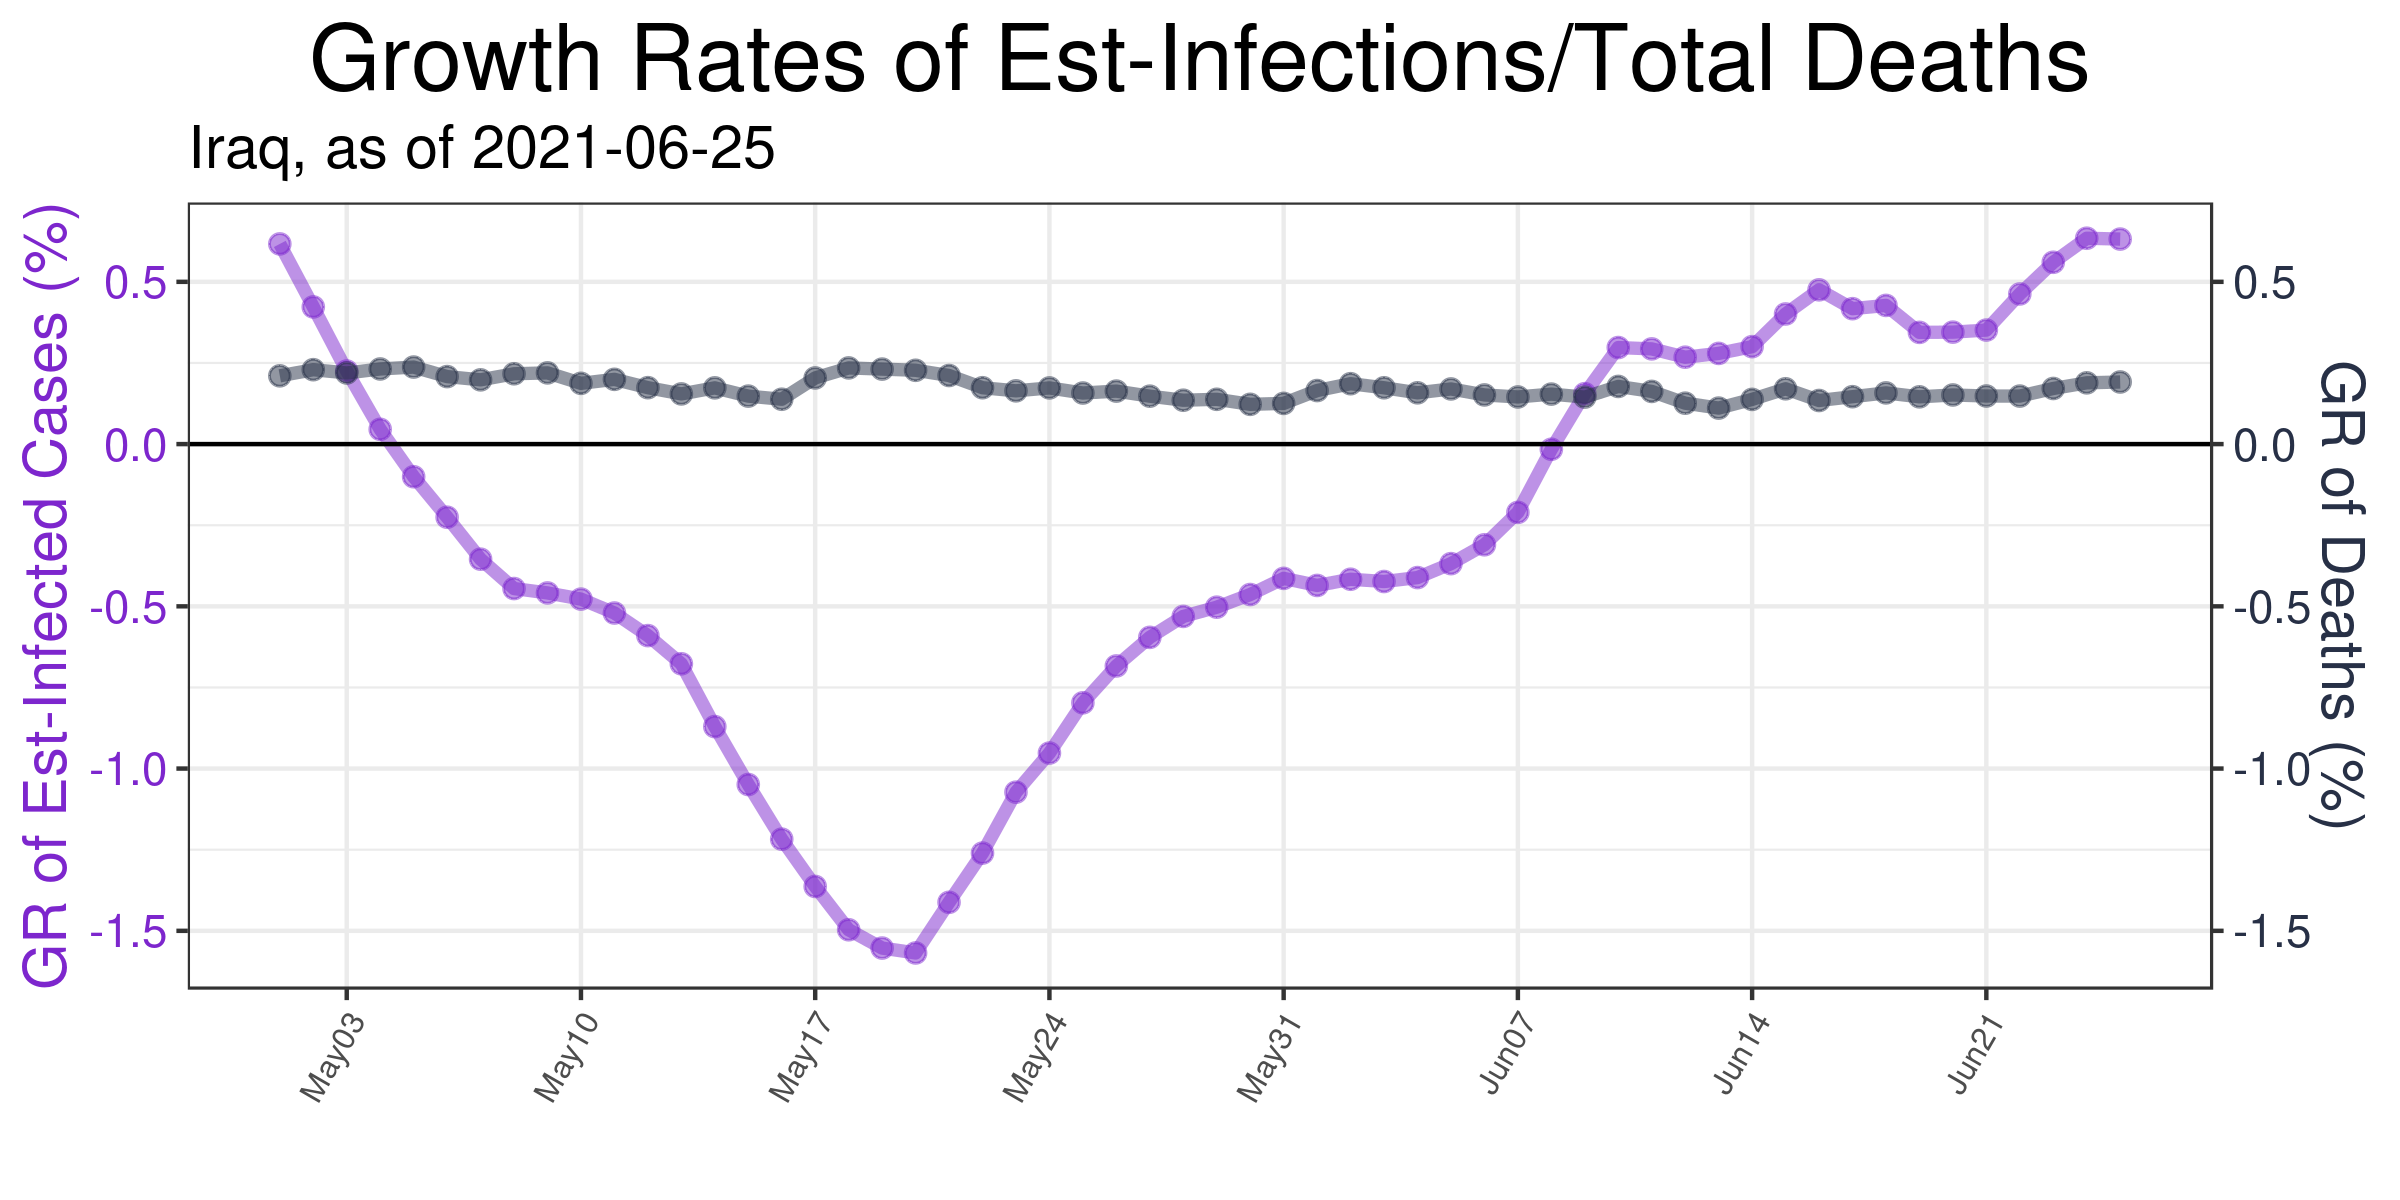 Growth Rates of Est-Infections/Total Deaths
Iraq, as of 2021-06-25
GR of Est-Infected Cases (%)
0.5
0.0
-0.5
-1.0
-1.5
0.5
0.0
-0.5
-1.0
-1.5
GR of Deaths (%)
May03
May10
May17
May24
May31
Jun07
Jun14
Jun21